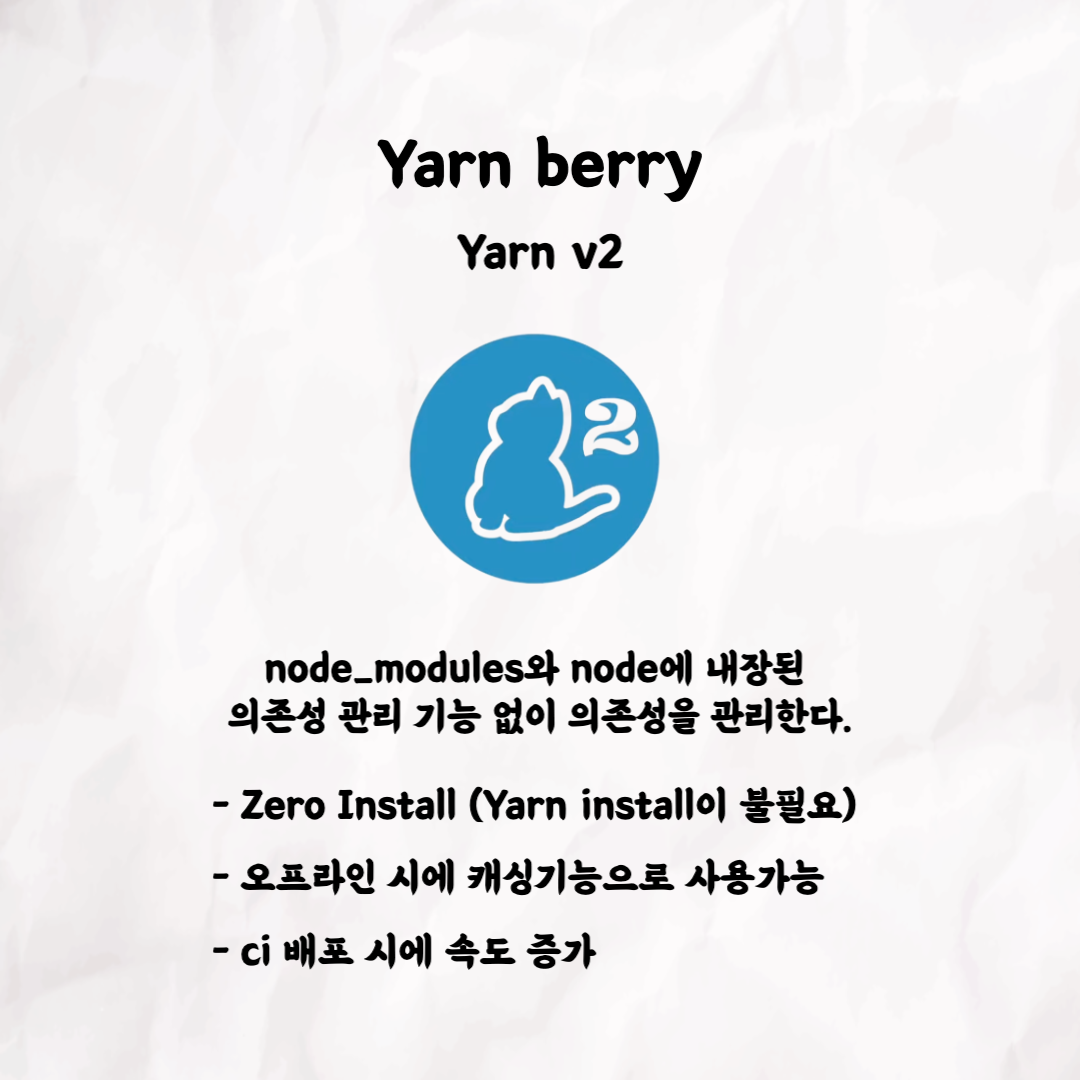 Yarn berry
Yarn v2
2
node_modules와 node에 내장된
의존성 관리 기능 없이 의존성을 관리한다.
- Zero Install (Yarn install이 불필요)
- 오프라인 시에 캐싱기능으로 사용가능
- ci 배포 시에 속도 증가